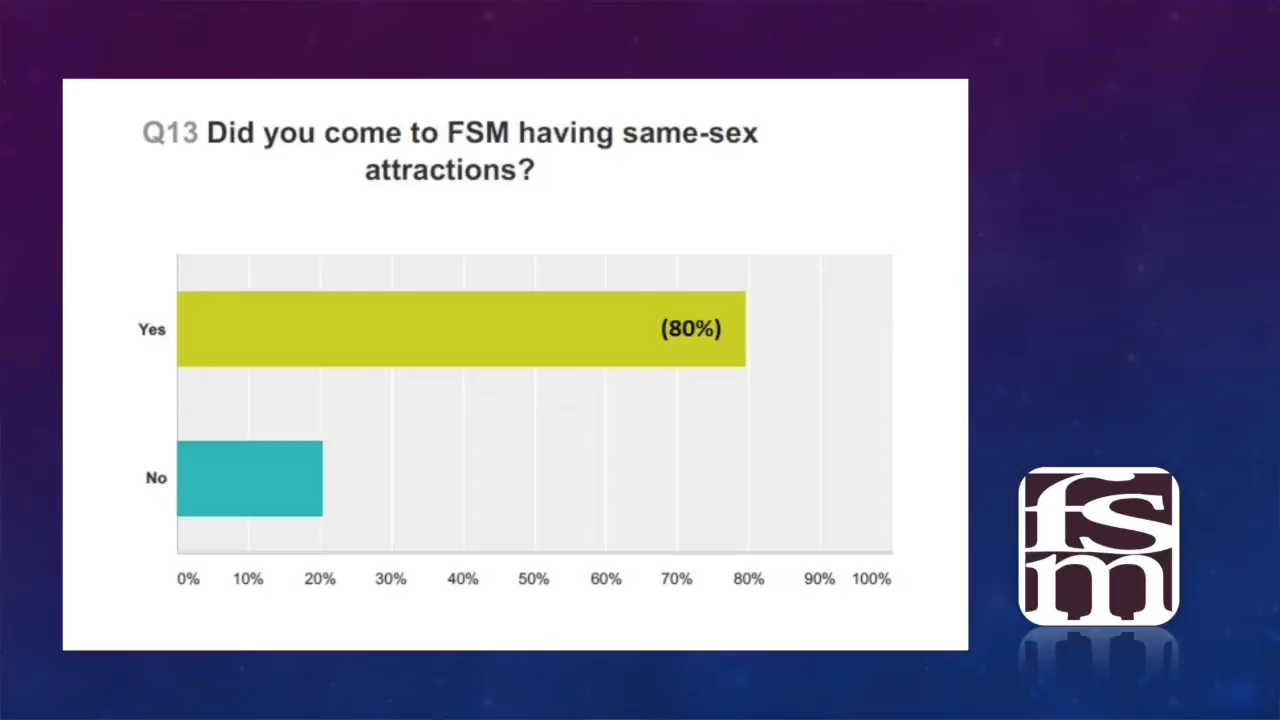 Q13 Did you come to FSM having same-sex
attractions?
Yes
(80%)
No
0% 10% 20% 30% 40% 50% 60% 70% 80% 90% 100%
fs
m